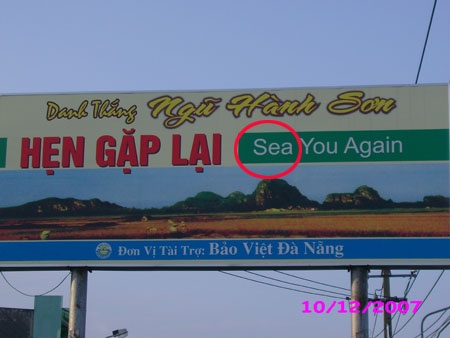 Danh Thắng Ngũ Hành Sơn
HẸN GẶP LẠI Sea You Again
Đơn Vị Tài Trợ: Bảo Việt Đà Nẵng
10/12/2007